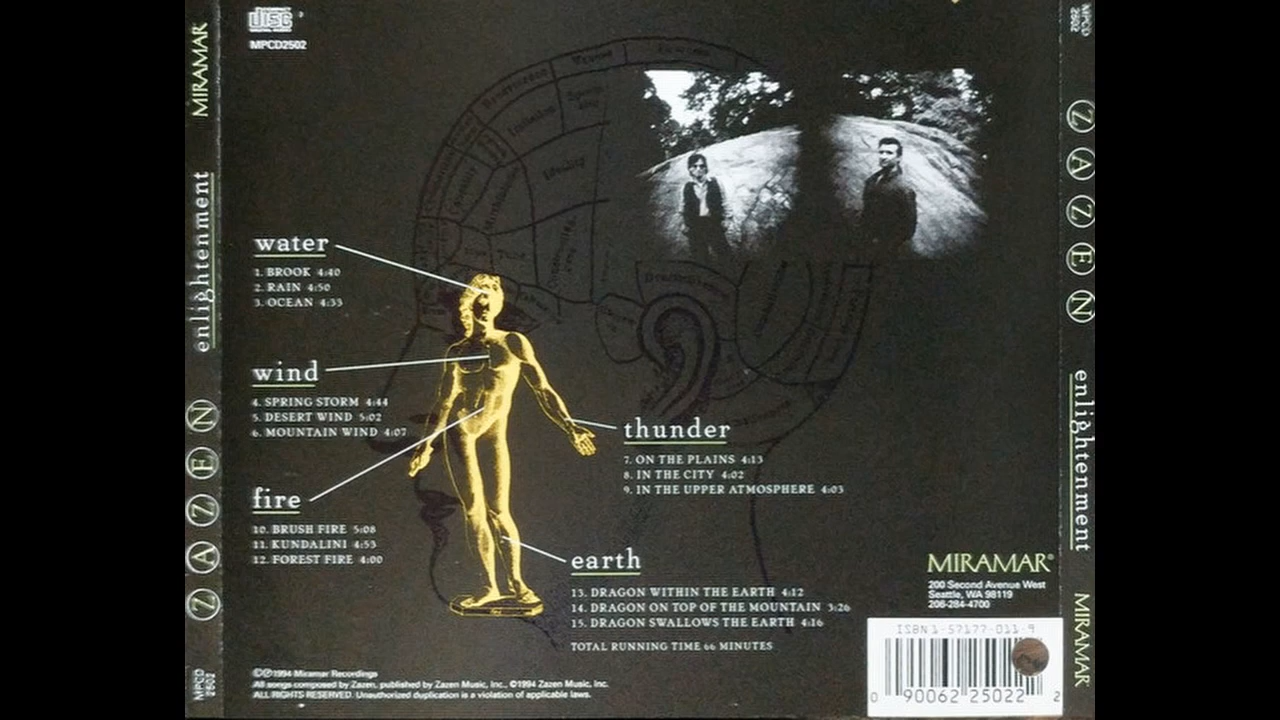 disc
DIGITAL AUDIO
MPCD2502
MIRAMAR
enlightenment
ZAZEN
MPCD
2502
water
1. BROOK 4:40
2. RAIN 4:50
3. OCEAN 4:33
wind
4. SPRING STORM 4:44
5. DESERT WIND 5:02
6. MOUNTAIN WIND 4:07
thunder
7. ON THE PLAINS 4:13
8. IN THE CITY 4:02
9. IN THE UPPER ATMOSPHERE 4:03
fire
10. BRUSH FIRE 5:08
11. KUNDALINI 4:53
12. FOREST FIRE 4:00
earth
13. DRAGON WITHIN THE EARTH 4:12
14. DRAGON ON TOP OF THE MOUNTAIN 3:26
15. DRAGON SWALLOWS THE EARTH 4:16
TOTAL RUNNING TIME 66 MINUTES
©℗1994 Miramar Recordings
All songs composed by Zazen, published by Zazen Music, Inc., ©1994 Zazen Music, Inc.
ALL RIGHTS RESERVED. Unauthorized duplication is a violation of applicable laws.
MIRAMAR®
200 Second Avenue West
Seattle, WA 98119
206-284-4700
ISBN 1-57177-011-9
0 90062 25022 2
MPCD
2502
ZAZEN
enlightenment
MIRAMAR